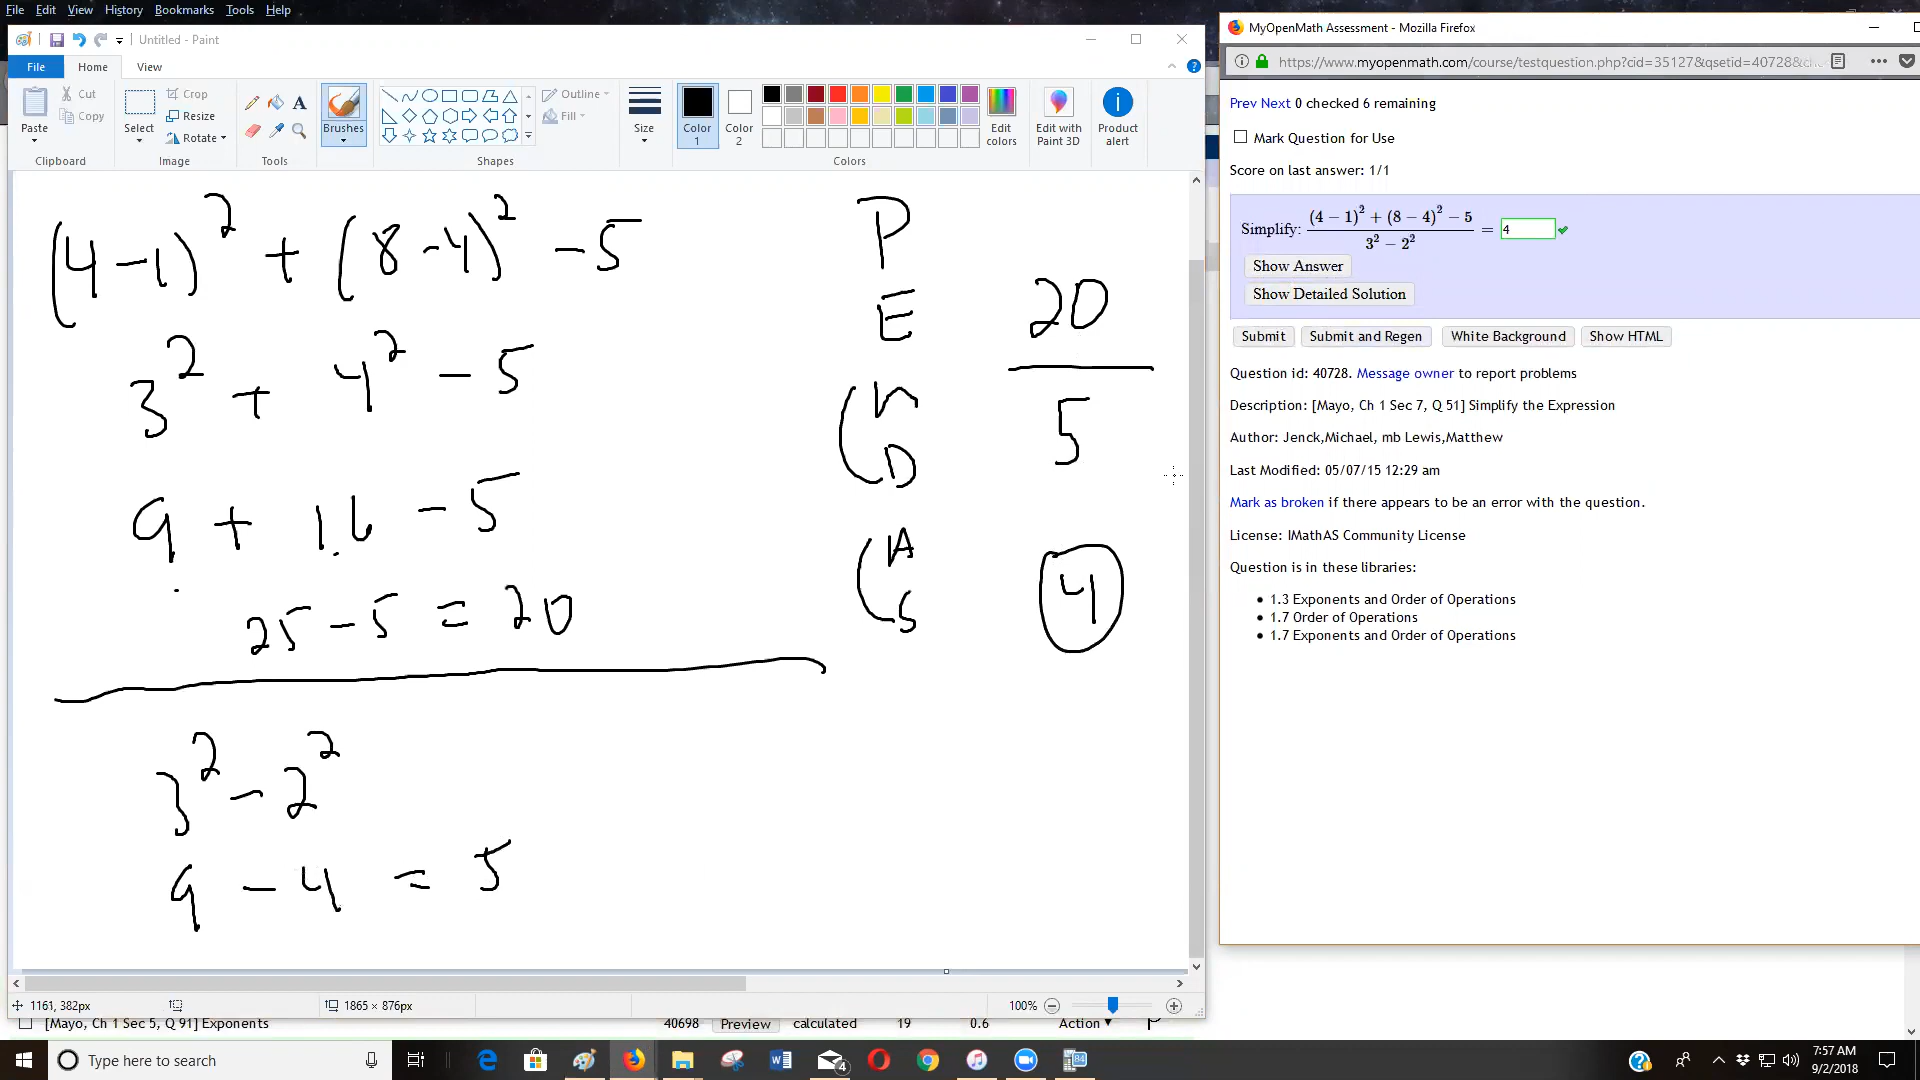 File Edit View History Bookmarks Tools Help
Untitled - Paint
File Home View
Paste Cut Copy Clipboard
Select Crop Resize Rotate Image
Tools
Brushes
Shapes Outline Fill
Size
Color 1 Color 2 Edit colors Colors
Edit with Paint 3D
Product alert
(4-1)² + (8-4)² -5
3² + 4² - 5
9 + 16 - 5
25 - 5 = 20
3² - 2²
9 - 4 = 5
P
E
M
D
A
S
20
5
4
1161, 382px 1865 × 876px 100%
[Mayo, Ch 1 Sec 5, Q 91] Exponents 40698 Preview calculated 19 0.6 Action
MyOpenMath Assessment - Mozilla Firefox
https://www.myopenmath.com/course/testquestion.php?cid=35127&qsetid=40728&c
Prev Next 0 checked 6 remaining
Mark Question for Use
Score on last answer: 1/1
Simplify: (4 − 1)² + (8 − 4)² − 5 / 3² − 2² = 4
Show Answer
Show Detailed Solution
Submit Submit and Regen White Background Show HTML
Question id: 40728. Message owner to report problems
Description: [Mayo, Ch 1 Sec 7, Q 51] Simplify the Expression
Author: Jenck,Michael, mb Lewis,Matthew
Last Modified: 05/07/15 12:29 am
Mark as broken if there appears to be an error with the question.
License: IMathAS Community License
Question is in these libraries:
1.3 Exponents and Order of Operations
1.7 Order of Operations
1.7 Exponents and Order of Operations
Type here to search
4
84
7:57 AM
9/2/2018